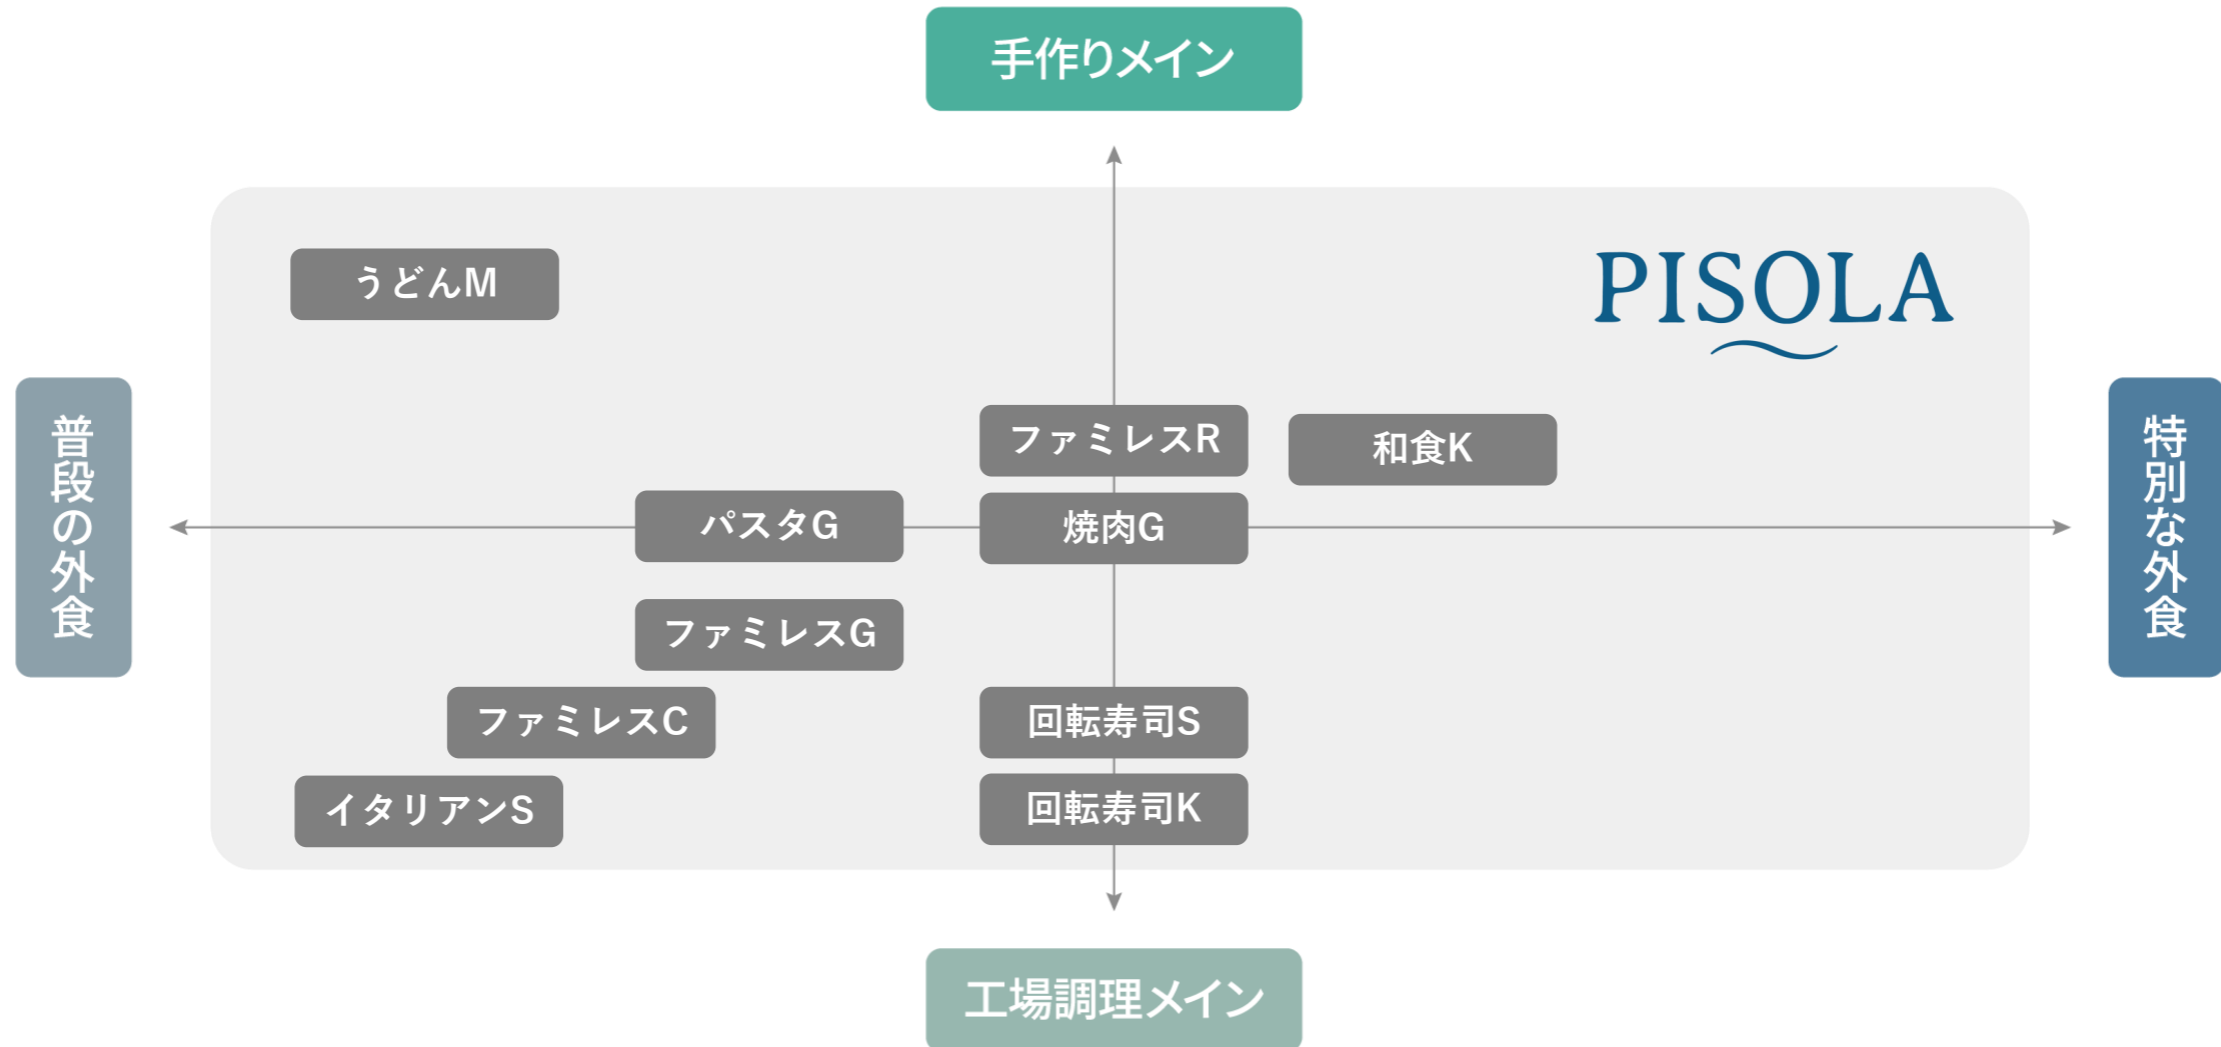 手作りメイン
うどんM
PISOLA
普段の外食
特別な外食
ファミレスR
和食K
パスタG
焼肉G
ファミレスG
ファミレスC
回転寿司S
イタリアンS
回転寿司K
工場調理メイン